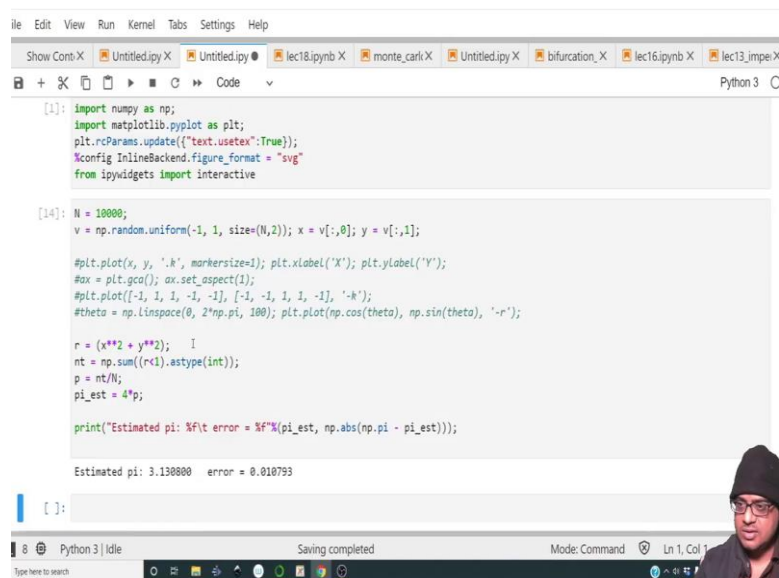 ile Edit View Run Kernel Tabs Settings Help
Show Cont X Untitled.ipy X Untitled.ipy ● lec18.ipynb X monte_carl X Untitled.ipy X bifurcation_ X lec16.ipynb X lec13_impe X
Code Python 3
[1]: import numpy as np;
import matplotlib.pyplot as plt;
plt.rcParams.update({"text.usetex":True});
%config InlineBackend.figure_format = "svg"
from ipywidgets import interactive
[14]: N = 10000;
v = np.random.uniform(-1, 1, size=(N,2)); x = v[:,0]; y = v[:,1];
#plt.plot(x, y, '.k', markersize=1); plt.xlabel('X'); plt.ylabel('Y');
#ax = plt.gca(); ax.set_aspect(1);
#plt.plot([-1, 1, 1, -1, -1], [-1, -1, 1, 1, -1], '-k');
#theta = np.linspace(0, 2*np.pi, 100); plt.plot(np.cos(theta), np.sin(theta), '-r');
r = (x**2 + y**2);
nt = np.sum((r<1).astype(int));
p = nt/N;
pi_est = 4*p;
print("Estimated pi: %f\t error = %f"%(pi_est, np.abs(np.pi - pi_est)));
Estimated pi: 3.130800 error = 0.010793
[ ]:
8 Python 3 | Idle Saving completed Mode: Command Ln 1, Col 1
Type here to search